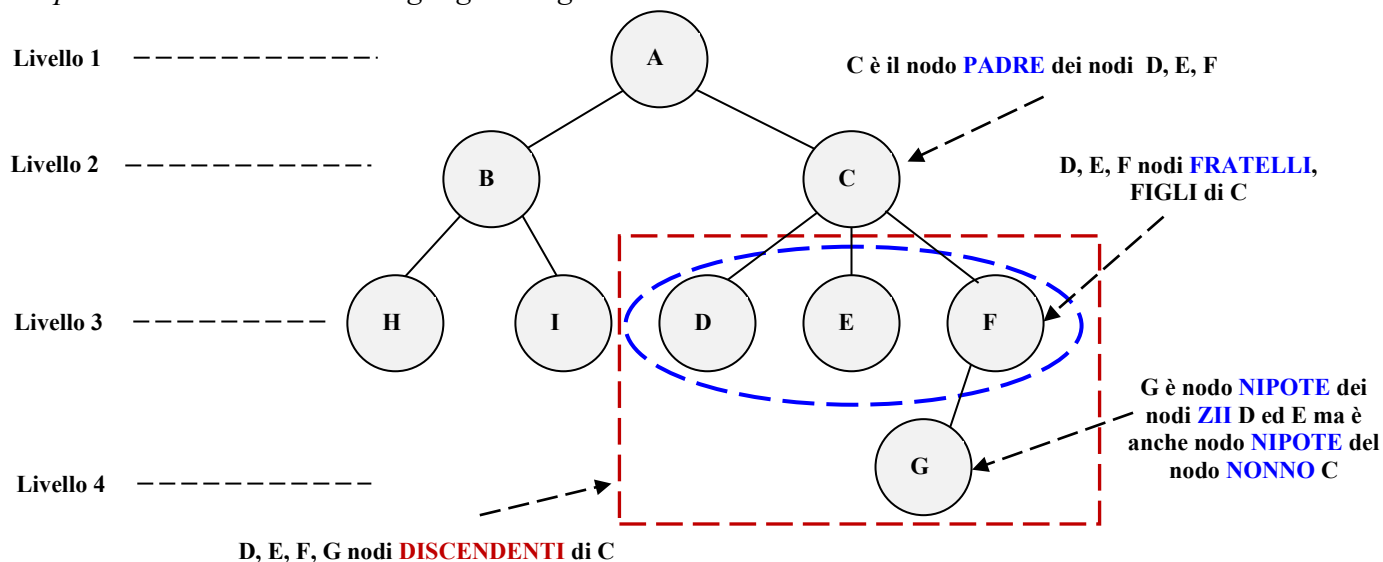 Livello 1
A
C è il nodo PADRE dei nodi D, E, F
Livello 2
B
C
D, E, F nodi FRATELLI,
FIGLI di C
Livello 3
H
I
D
E
F
G è nodo NIPOTE dei
nodi ZII D ed E ma è
anche nodo NIPOTE del
nodo NONNO C
Livello 4
G
D, E, F, G nodi DISCENDENTI di C